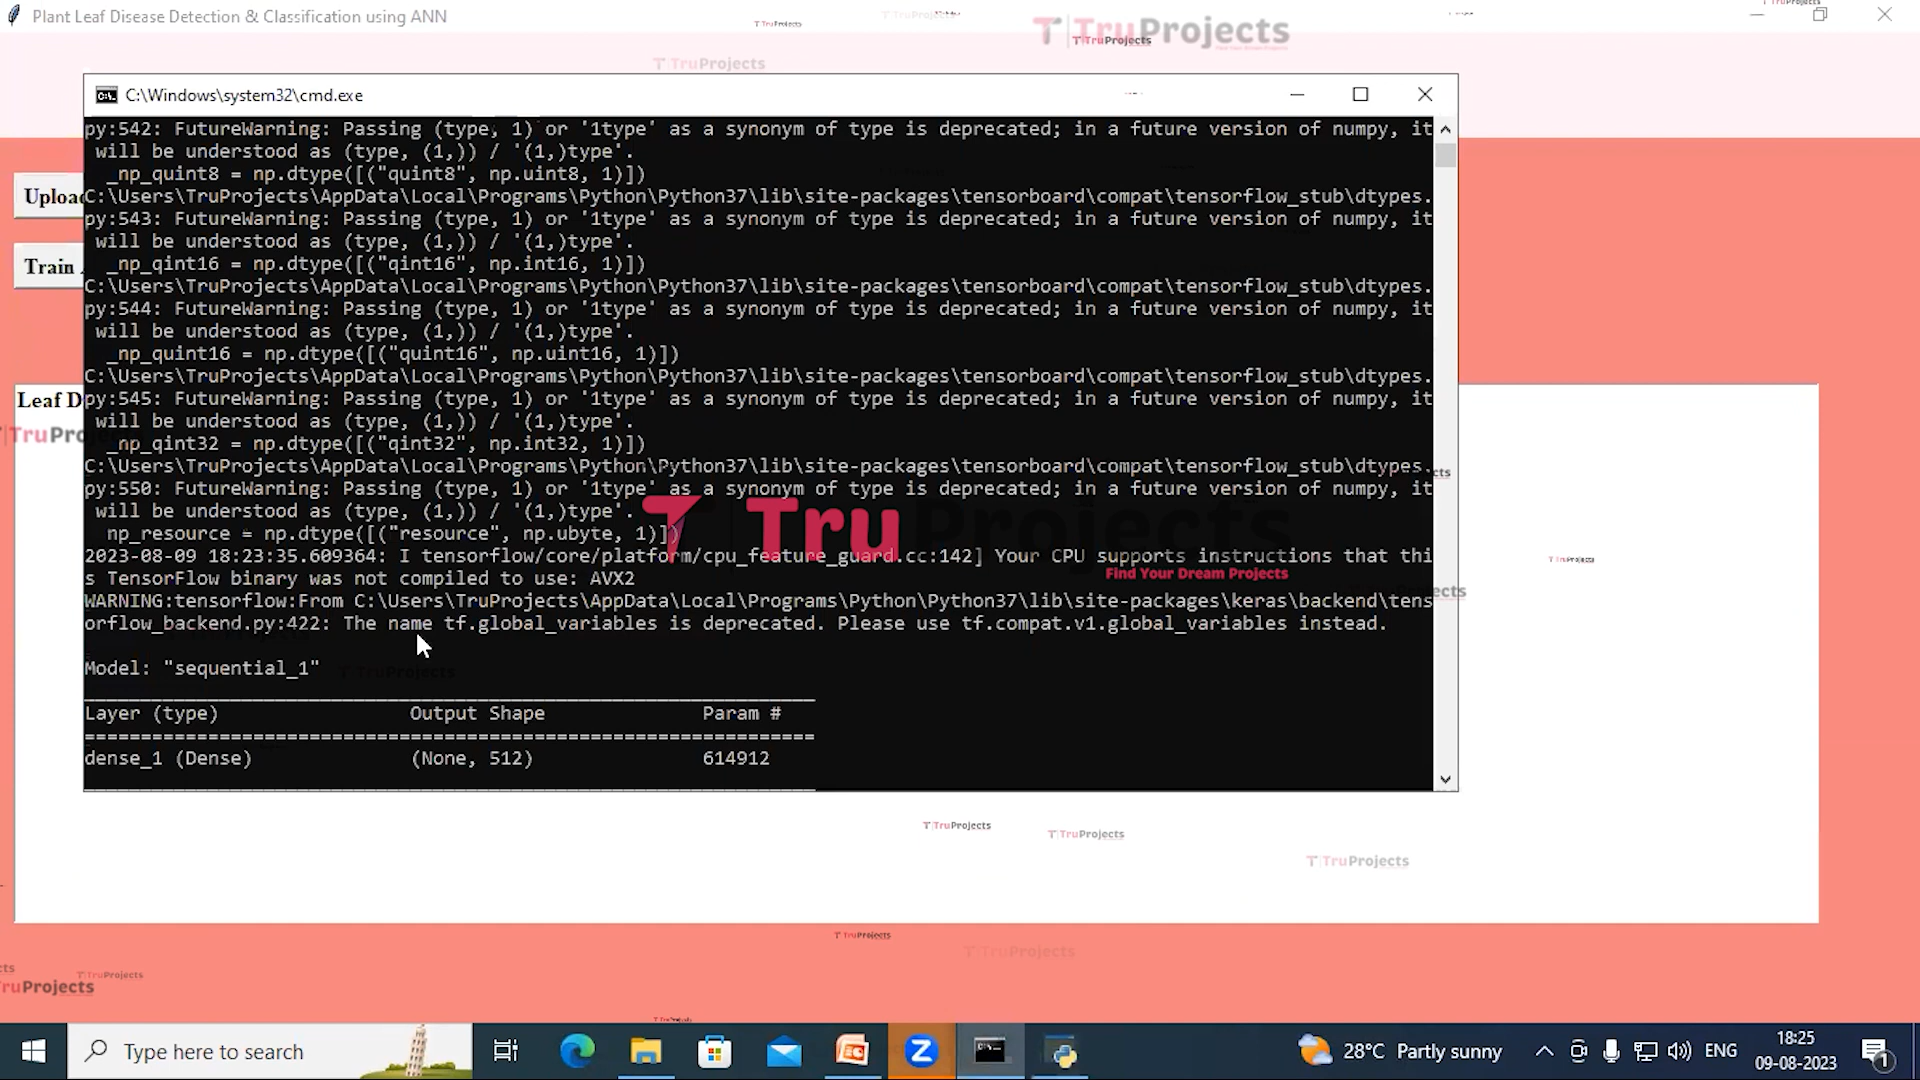 Plant Leaf Disease Detection & Classification using ANN
TruProjects
TruProjects
TruProjects
C:\Windows\system32\cmd.exe
py:542: FutureWarning: Passing (type, 1) or '1type' as a synonym of type is deprecated; in a future version of numpy, it
will be understood as (type, (1,)) / '(1,)type'.
_np_quint8 = np.dtype([("quint8", np.uint8, 1)])
Upload
C:\Users\TruProjects\AppData\Local\Programs\Python\Python37\lib\site-packages\tensorboard\compat\tensorflow_stub\dtypes.
py:543: FutureWarning: Passing (type, 1) or '1type' as a synonym of type is deprecated; in a future version of numpy, it
will be understood as (type, (1,)) / '(1,)type'.
_np_qint16 = np.dtype([("qint16", np.int16, 1)])
Train
C:\Users\TruProjects\AppData\Local\Programs\Python\Python37\lib\site-packages\tensorboard\compat\tensorflow_stub\dtypes.
py:544: FutureWarning: Passing (type, 1) or '1type' as a synonym of type is deprecated; in a future version of numpy, it
will be understood as (type, (1,)) / '(1,)type'.
_np_quint16 = np.dtype([("quint16", np.uint16, 1)])
C:\Users\TruProjects\AppData\Local\Programs\Python\Python37\lib\site-packages\tensorboard\compat\tensorflow_stub\dtypes.
py:545: FutureWarning: Passing (type, 1) or '1type' as a synonym of type is deprecated; in a future version of numpy, it
Leaf D
will be understood as (type, (1,)) / '(1,)type'.
_np_qint32 = np.dtype([("qint32", np.int32, 1)])
C:\Users\TruProjects\AppData\Local\Programs\Python\Python37\lib\site-packages\tensorboard\compat\tensorflow_stub\dtypes.
py:550: FutureWarning: Passing (type, 1) or '1type' as a synonym of type is deprecated; in a future version of numpy, it
will be understood as (type, (1,)) / '(1,)type'.
np_resource = np.dtype([("resource", np.ubyte, 1)])
TruProjects
Find Your Dream Projects
2023-08-09 18:23:35.609364: I tensorflow/core/platform/cpu_feature_guard.cc:142] Your CPU supports instructions that thi
s TensorFlow binary was not compiled to use: AVX2
WARNING:tensorflow:From C:\Users\TruProjects\AppData\Local\Programs\Python\Python37\lib\site-packages\keras\backend\tens
orflow_backend.py:422: The name tf.global_variables is deprecated. Please use tf.compat.v1.global_variables instead.
Model: "sequential_1"
Layer (type) Output Shape Param #
=================================================================
dense_1 (Dense) (None, 512) 614912
TruProjects
TruProjects
TruProjects
TruProjects
TruProjects
TruProjects
Type here to search
28°C Partly sunny
ENG
18:25
09-08-2023
1